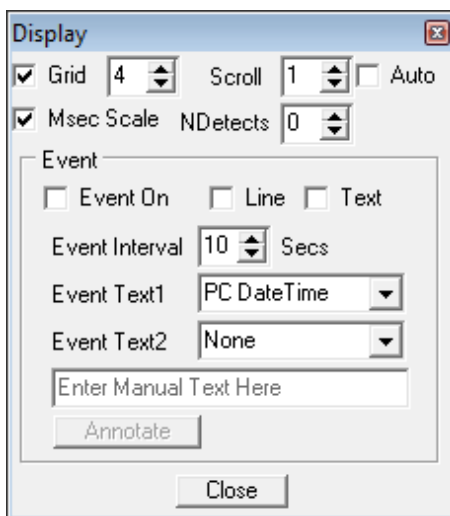 Display
Grid 4 Scroll 1 Auto
Msec Scale NDetects 0
Event
Event On Line Text
Event Interval 10 Secs
Event Text1 PC DateTime
Event Text2 None
Enter Manual Text Here
Annotate
Close